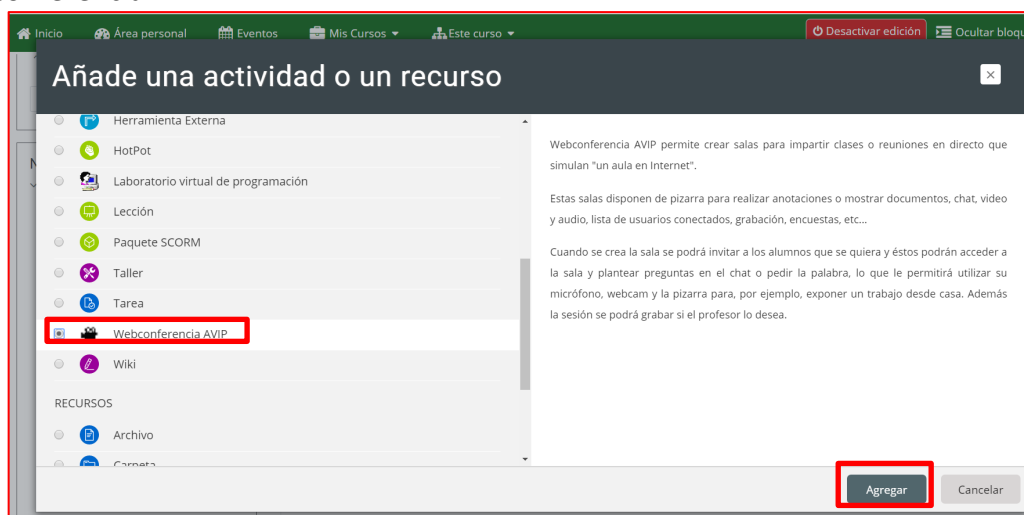 Inicio Área personal Eventos Mis Cursos Este curso Desactivar edición Ocultar bloqu
Añade una actividad o un recurso
Herramienta Externa
HotPot
Laboratorio virtual de programación
Lección
Paquete SCORM
Taller
Tarea
Webconferencia AVIP
Wiki
RECURSOS
Archivo
Carpeta
Webconferencia AVIP permite crear salas para impartir clases o reuniones en directo que
simulan "un aula en Internet".
Estas salas disponen de pizarra para realizar anotaciones o mostrar documentos, chat, video
y audio, lista de usuarios conectados, grabación, encuestas, etc...
Cuando se crea la sala se podrá invitar a los alumnos que se quiera y éstos podrán acceder a
la sala y plantear preguntas en el chat o pedir la palabra, lo que le permitirá utilizar su
micrófono, webcam y la pizarra para, por ejemplo, exponer un trabajo desde casa. Además
la sesión se podrá grabar si el profesor lo desea.
Agregar Cancelar